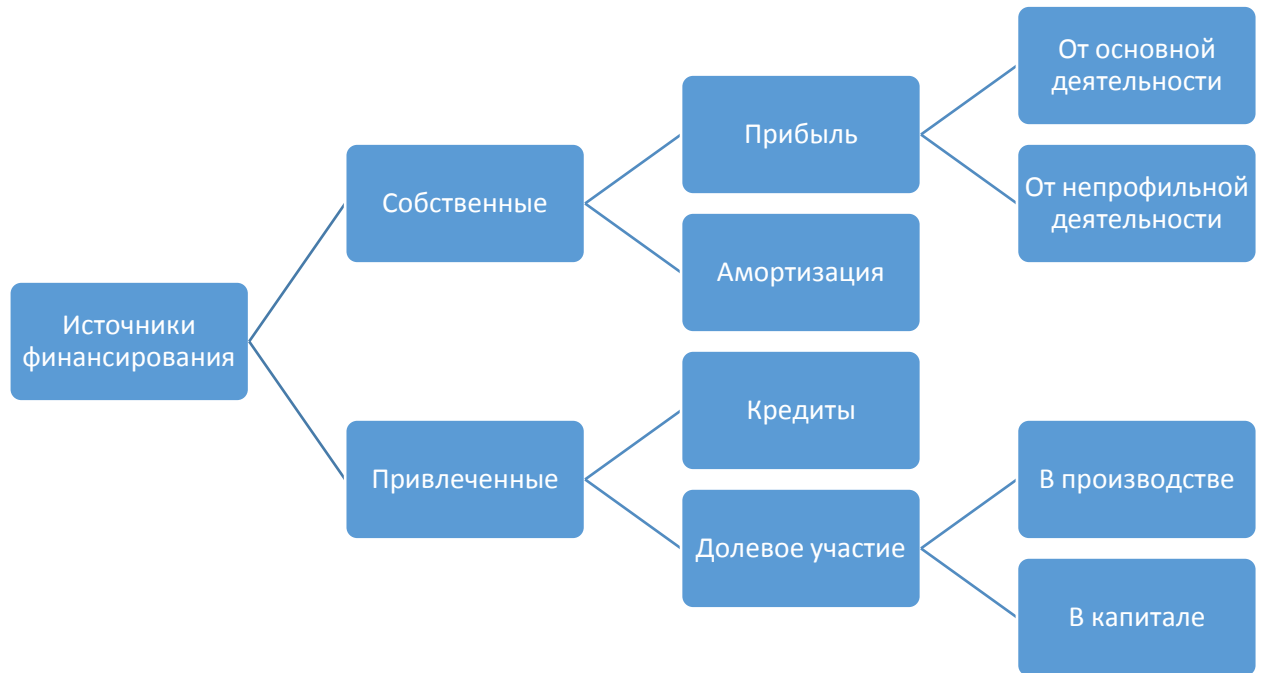 Источники
финансирования
Собственные
Прибыль
От основной
деятельности
От непрофильной
деятельности
Амортизация
Привлеченные
Кредиты
Долевое участие
В производстве
В капитале